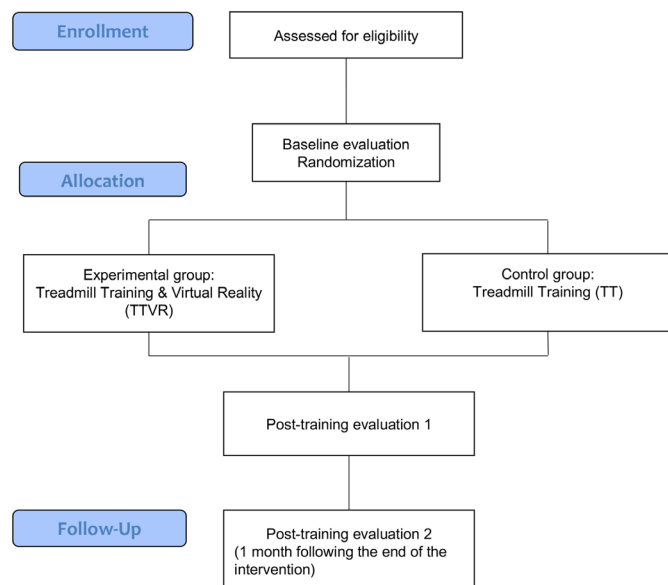 Enrollment
Assessed for eligibility
Baseline evaluation
Randomization
Allocation
Experimental group:
Treadmill Training & Virtual Reality
(TTVR)
Control group:
Treadmill Training (TT)
Post-training evaluation 1
Follow-Up
Post-training evaluation 2
(1 month following the end of the
intervention)